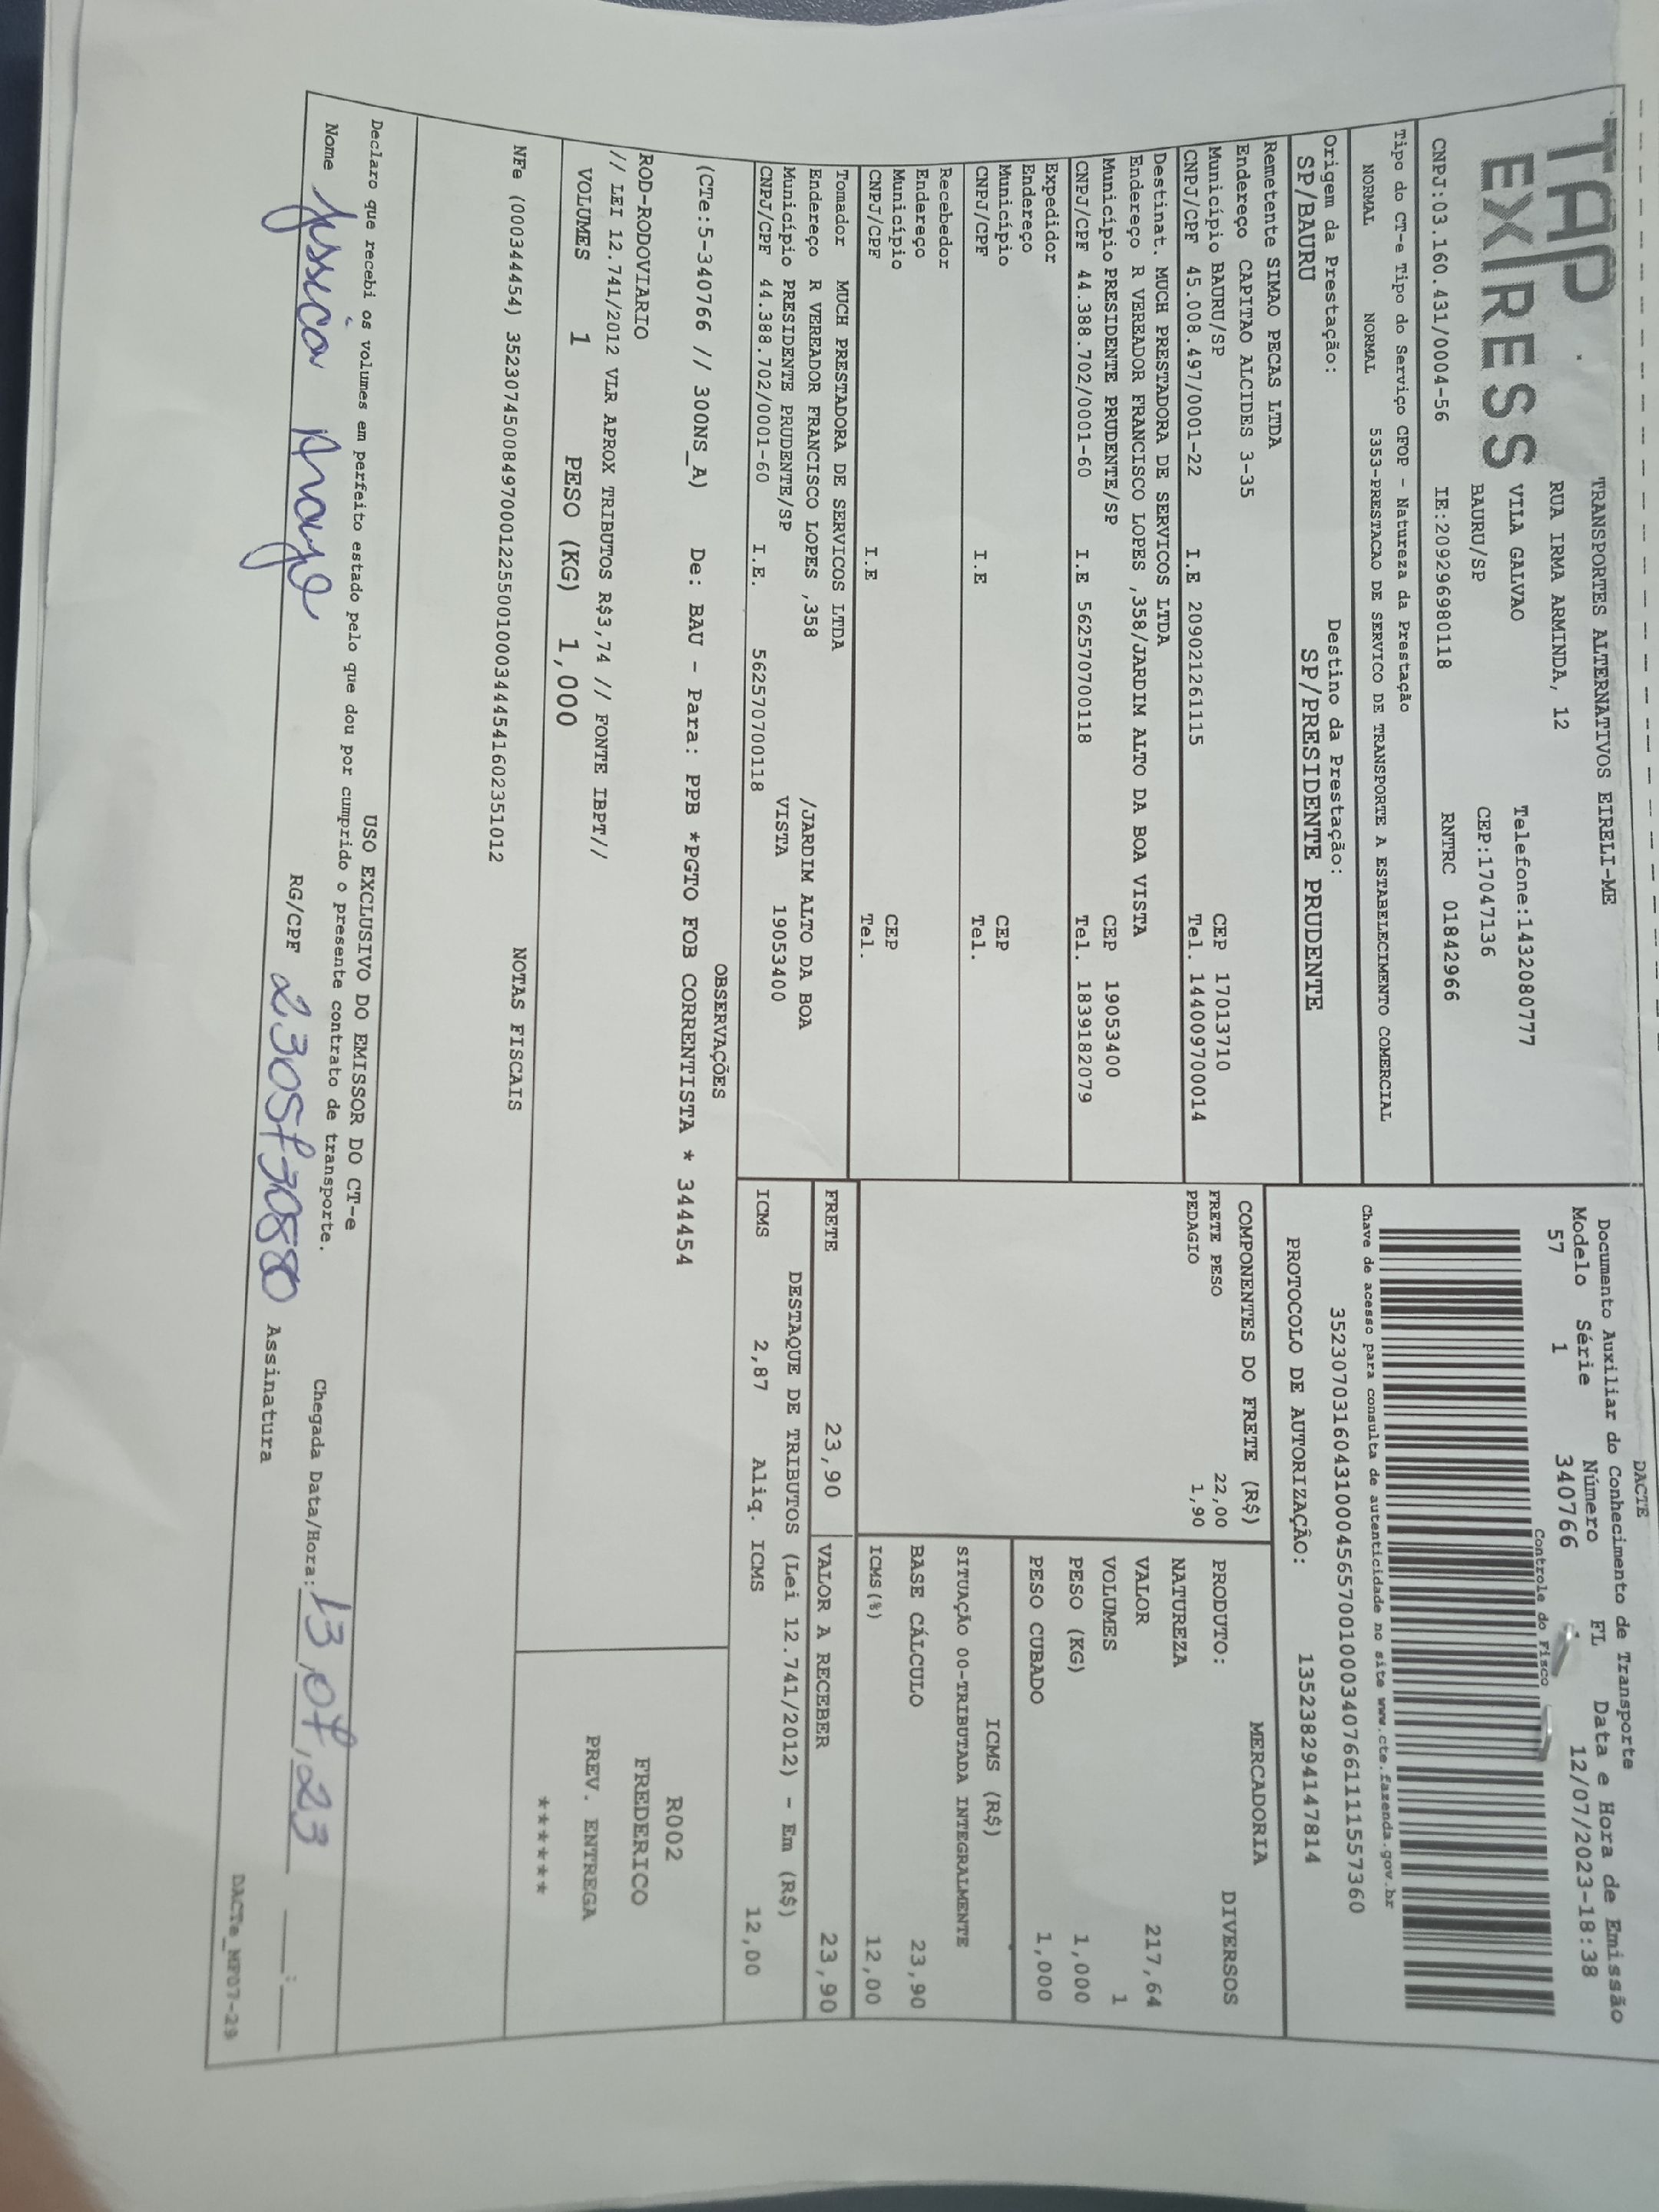 TAP
EXPRESS
TRANSPORTES ALTERNATIVOS EIRELI-ME
RUA IRMA ARMINDA, 12
VILA GALVAO Telefone:1432080777
BAURU/SP CEP:17047136
CNPJ:03.160.431/0004-56 IE:209296980118 RNTRC 01842966
DACTE
Documento Auxiliar do Conhecimento de Transporte
Modelo Série Número FL Data e Hora de Emissão
57 1 340766 12/07/2023-18:38
Controle do Fisco
Tipo do CT-e Tipo do Serviço CFOP - Natureza da Prestação
NORMAL NORMAL 5353-PRESTACAO DE SERVICO DE TRANSPORTE A ESTABELECIMENTO COMERCIAL
Chave de acesso para consulta de autenticidade no site www.cte.fazenda.gov.br
35230703160431000456570010003407661111557360
Origem da Prestação: Destino da Prestação:
SP/BAURU SP/PRESIDENTE PRUDENTE
PROTOCOLO DE AUTORIZAÇÃO: 135238294147814
Remetente SIMAO PECAS LTDA
Endereço CAPITAO ALCIDES 3-35
Município BAURU/SP CEP 17013710
CNPJ/CPF 45.008.497/0001-22 I.E 209021261115 Tel. 144009700014
Destinat. MUCH PRESTADORA DE SERVICOS LTDA
Endereço R VEREADOR FRANCISCO LOPES ,358/JARDIM ALTO DA BOA VISTA
Município PRESIDENTE PRUDENTE/SP CEP 19053400
CNPJ/CPF 44.388.702/0001-60 I.E 562570700118 Tel. 1839182079
Expedidor
Endereço
Município CEP
CNPJ/CPF I.E Tel.
Recebedor
Endereço
Município CEP
CNPJ/CPF I.E Tel.
Tomador MUCH PRESTADORA DE SERVICOS LTDA
Endereço R VEREADOR FRANCISCO LOPES ,358 /JARDIM ALTO DA BOA
Município PRESIDENTE PRUDENTE/SP VISTA 19053400
CNPJ/CPF 44.388.702/0001-60 I.E. 562570700118
COMPONENTES DO FRETE (R$)
FRETE PESO 22,00
PEDAGIO 1,90
MERCADORIA
PRODUTO: DIVERSOS
NATUREZA
VALOR 217,64
VOLUMES 1
PESO (KG) 1,000
PESO CUBADO 1,000
ICMS (R$)
SITUAÇÃO 00-TRIBUTADA INTEGRALMENTE
BASE CÁLCULO 23,90
ICMS(%) 12,00
FRETE 23,90 VALOR A RECEBER 23,90
DESTAQUE DE TRIBUTOS (Lei 12.741/2012) - Em (R$)
ICMS 2,87 Aliq. ICMS 12,00
OBSERVAÇÕES
(CTe:5-340766 // 300NS_A) De: BAU - Para: PPB *PGTO FOB CORRENTISTA * 344454
ROD-RODOVIARIO
// LEI 12.741/2012 VLR APROX TRIBUTOS R$3,74 // FONTE IBPT//
VOLUMES 1 PESO (KG) 1,000
R002
FREDERICO
PREV. ENTREGA
******
NOTAS FISCAIS
NFe (000344454) 35230745008497000122550010003444541602351012
USO EXCLUSIVO DO EMISSOR DO CT-e
Declaro que recebi os volumes em perfeito estado pelo que dou por cumprido o presente contrato de transporte.
Nome Jéssica RG/CPF Assinatura
Chegada Data/Hora: 13,07,23 __:__
DACTe_MP07-29